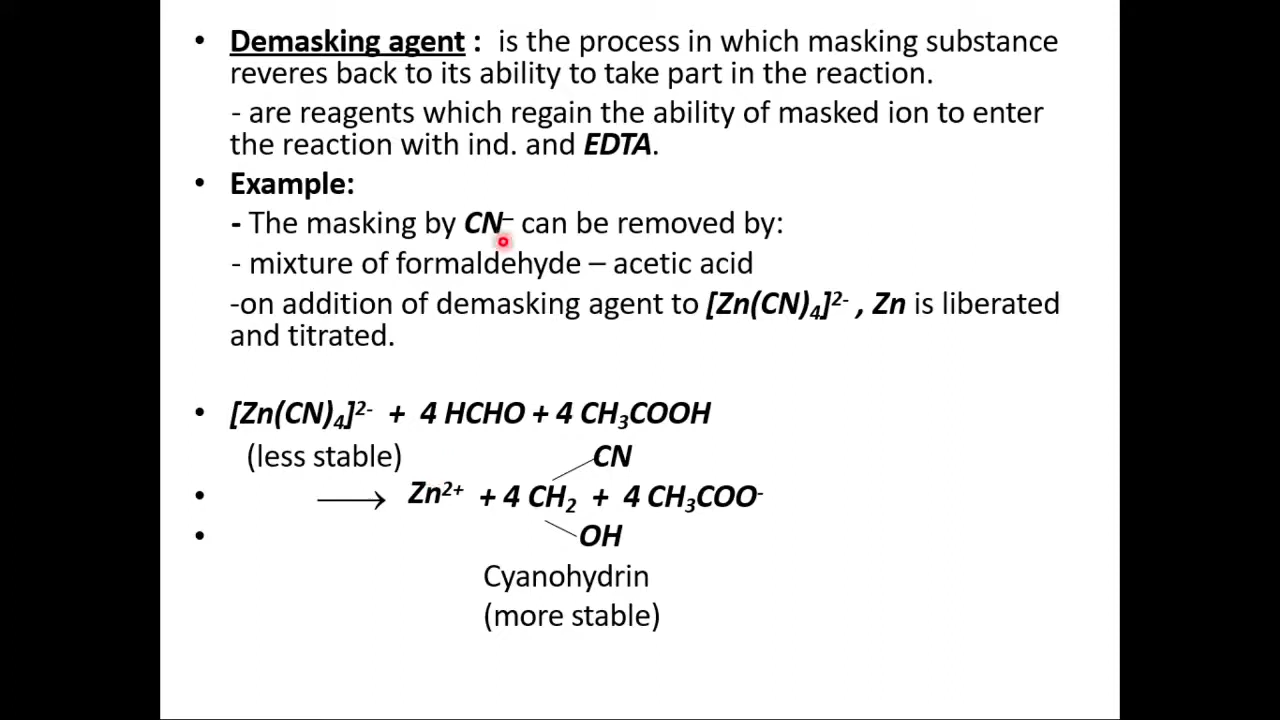 • Demasking agent : is the process in which masking substance
reveres back to its ability to take part in the reaction.
- are reagents which regain the ability of masked ion to enter
the reaction with ind. and EDTA.
• Example:
- The masking by CN⁻ can be removed by:
- mixture of formaldehyde – acetic acid
-on addition of demasking agent to [Zn(CN)₄]²⁻ , Zn is liberated
and titrated.
• [Zn(CN)₄]²⁻ + 4 HCHO + 4 CH₃COOH
(less stable) CN
• ⟶ Zn²⁺ + 4 CH₂ + 4 CH₃COO⁻
• OH
Cyanohydrin
(more stable)